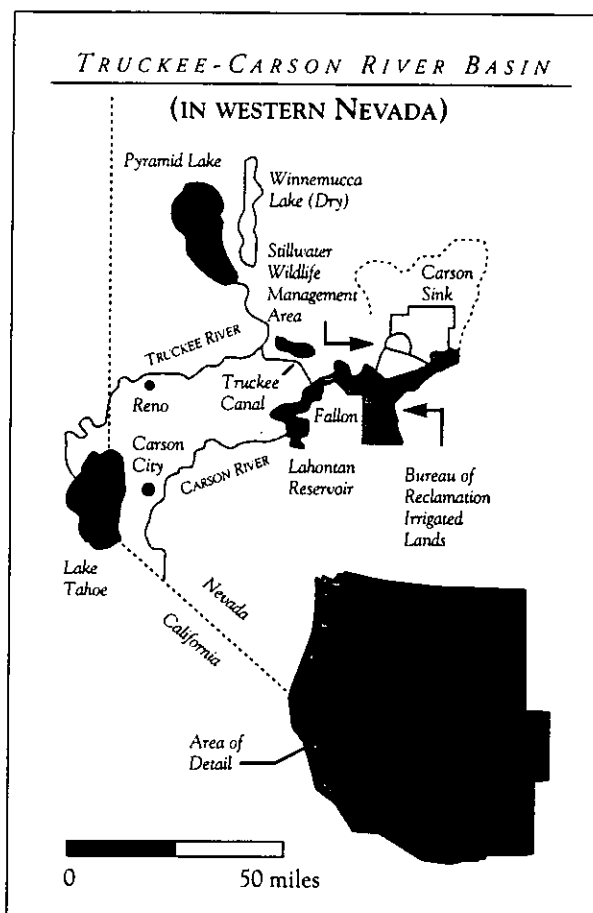 TRUCKEE-CARSON RIVER BASIN
(IN WESTERN NEVADA)
Pyramid Lake
Winnemucca
Lake (Dry)
Stillwater
Wildlife
Management
Area
Carson
Sink
TRUCKEE RIVER
Reno
Truckee
Canal
Fallon
Carson
City
CARSON RIVER
Lahontan
Reservoir
Bureau of
Reclamation
Irrigated
Lands
Lake
Tahoe
Nevada
California
Area of
Detail
0 50 miles